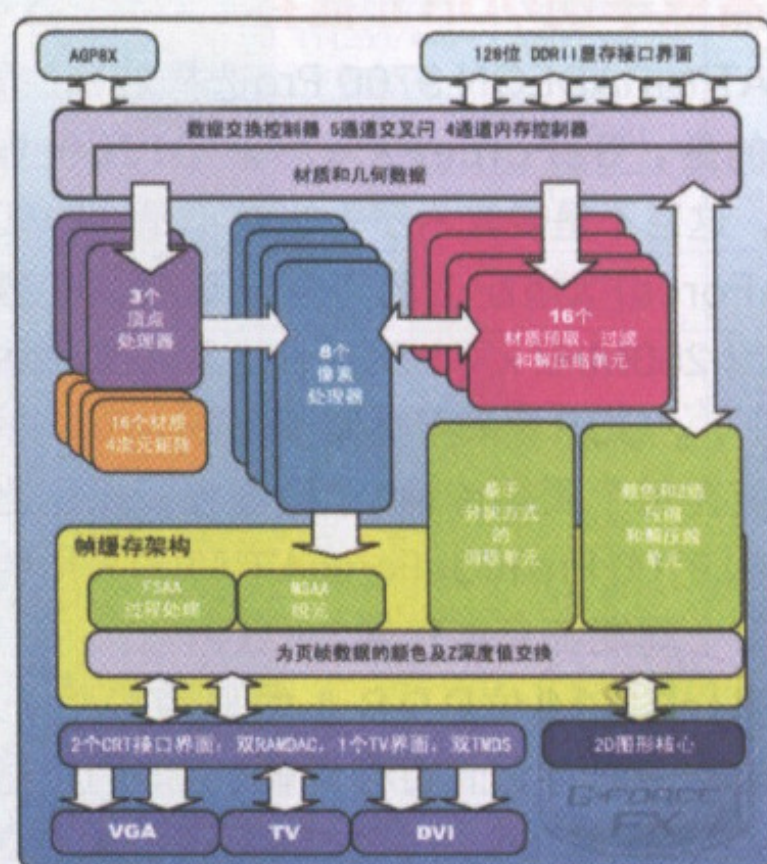 AGP8X
128位 DDRII显存接口界面
数据交换控制器 5通道交叉闩 4通道内存控制器
材质和几何数据
3个
顶点
处理器
16个材质
4次元矩阵
8个
像素
处理器
16个
材质预取、过滤
和解压缩单元
基于
分块方式
的
消隐单元
颜色和Z值
压缩
和解压缩
单元
帧缓存架构
FSAA
过程处理
MSAA
单元
为页帧数据的颜色及Z深度值交换
2个CRT接口界面：双RAMDAC，1个TV界面，双TMDS
2D图形核心
VGA
TV
DVI
G-FORCE
FX